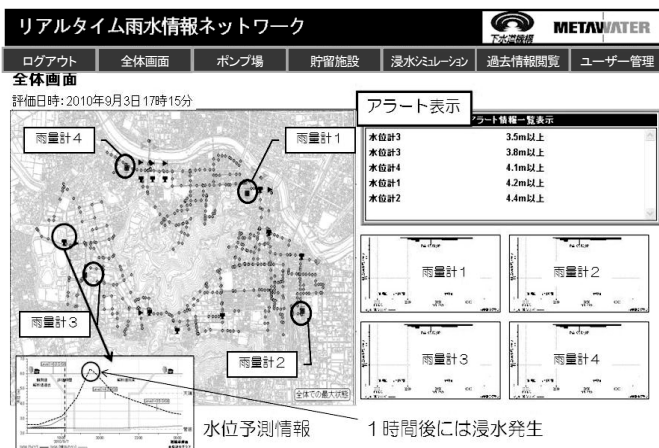 リアルタイム雨水情報ネットワーク
下水道機構
METAWATER
ログアウト
全体画面
ポンプ場
貯留施設
浸水シミュレーション
過去情報閲覧
ユーザー管理
全体画面
評価日時：2010年9月3日17時15分
アラート表示
アラート情報一覧表示
水位計3 3.5m以上
水位計3 3.8m以上
水位計4 4.1m以上
水位計1 4.2m以上
水位計2 4.4m以上
雨量計4
雨量計1
雨量計3
雨量計2
雨量計1
雨量計2
雨量計3
雨量計4
全体での最大状態
水位予測情報
1時間後には浸水発生